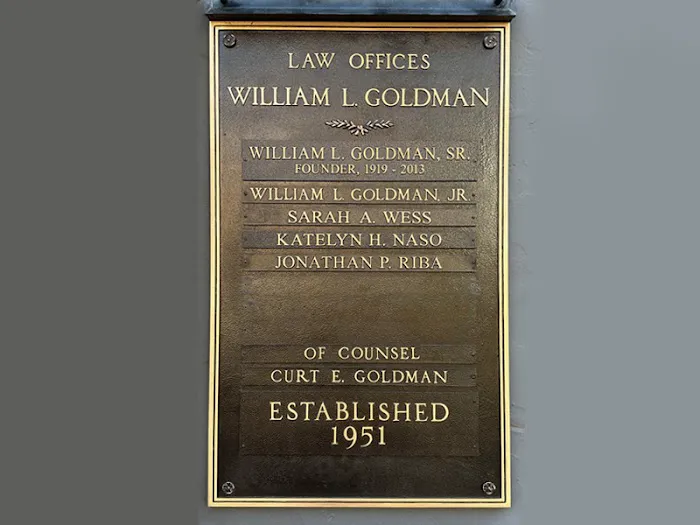 LAW OFFICES
WILLIAM L. GOLDMAN
WILLIAM L. GOLDMAN, SR.
FOUNDER, 1919 - 2013
WILLIAM L. GOLDMAN, JR.
SARAH A. WESS
KATELYN H. NASO
JONATHAN P. RIBA
OF COUNSEL
CURT E. GOLDMAN
ESTABLISHED
1951